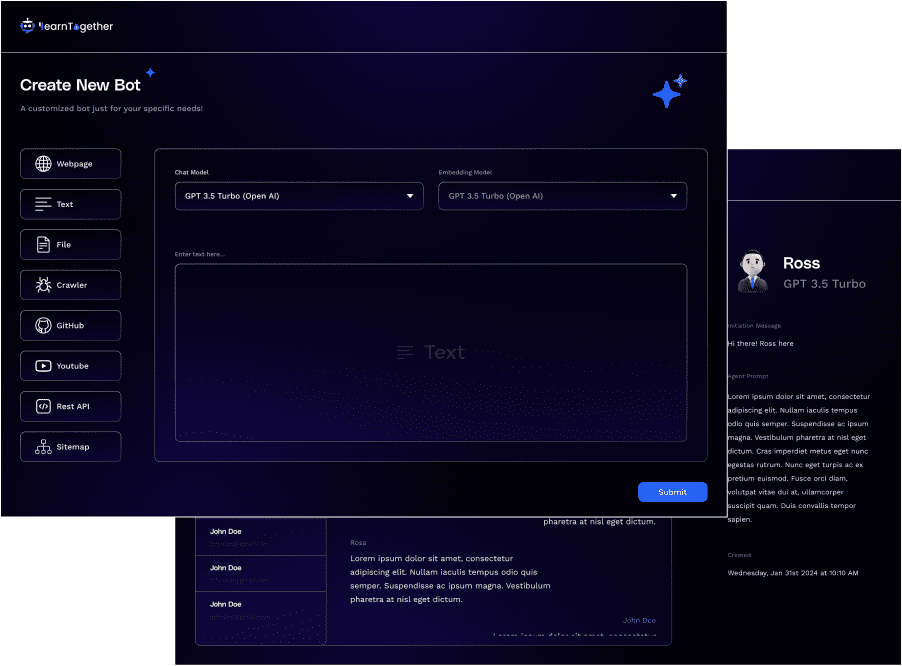 learnTogether
Create New Bot
A customized bot just for your specific needs!
Webpage
Text
File
Crawler
GitHub
Youtube
Rest API
Sitemap
Chat Model
GPT 3.5 Turbo (Open AI)
Embedding Model
GPT 3.5 Turbo (Open AI)
Enter text here...
Text
Submit
Ross
GPT 3.5 Turbo
Initiation Message
Hi there! Ross here
Agent Prompt
Lorem ipsum dolor sit amet, consectetur
adipiscing elit. Nullam iaculis tempus
odio quis semper. Suspendisse ac ipsum
magna. Vestibulum pharetra at nisl eget
dictum. Cras imperdiet metus eget nunc
egestas rutrum. Nunc eget turpis ac ex
pretium euismod. Fusce orci diam,
volutpat vitae dui at, ullamcorper
suscipit quam. Duis convallis tempor
sapien.
Created
Wednesday, Jan 31st 2024 at 10:10 AM
John Doe
John Doe
John Doe
pharetra at nisl eget dictum.
Ross
Lorem ipsum dolor sit amet, consectetur
adipiscing elit. Nullam iaculis tempus odio quis
semper. Suspendisse ac ipsum magna. Vestibulum
pharetra at nisl eget dictum.
John Doe
Lorem ipsum dolor sit amet, consectetur